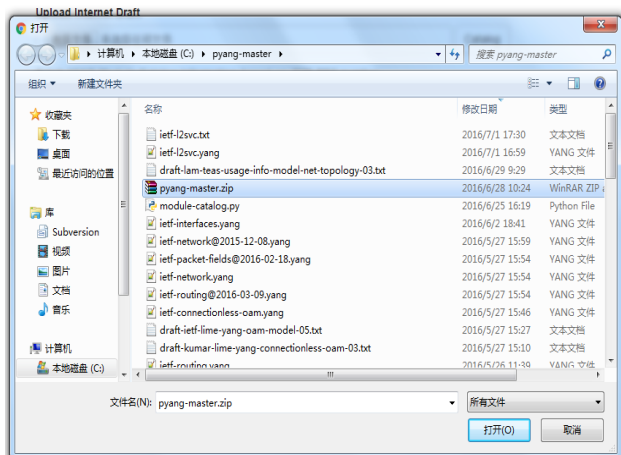 Upload Internet Draft
打开
计算机 ▸ 本地磁盘 (C:) ▸ pyang-master ▸
搜索 pyang-master
组织 新建文件夹
收藏夹
下载
桌面
最近访问的位置
库
Subversion
视频
图片
文档
音乐
计算机
本地磁盘 (C:)
名称 修改日期 类型
ietf-l2svc.txt 2016/7/1 17:30 文本文档
ietf-l2svc.yang 2016/7/1 16:59 YANG 文件
draft-lam-teas-usage-info-model-net-topology-03.txt 2016/6/29 9:29 文本文档
pyang-master.zip 2016/6/28 10:24 WinRAR ZIP
module-catalog.py 2016/6/25 16:19 Python File
ietf-interfaces.yang 2016/6/2 18:41 YANG 文件
ietf-network@2015-12-08.yang 2016/5/27 15:59 YANG 文件
ietf-packet-fields@2016-02-18.yang 2016/5/27 15:54 YANG 文件
ietf-network.yang 2016/5/27 15:54 YANG 文件
ietf-routing@2016-03-09.yang 2016/5/27 15:54 YANG 文件
ietf-connectionless-oam.yang 2016/5/27 15:46 YANG 文件
draft-ietf-lime-yang-oam-model-05.txt 2016/5/27 15:27 文本文档
draft-kumar-lime-yang-connectionless-oam-03.txt 2016/5/27 15:10 文本文档
ietf-routing.yang 2016/5/26 11:39 YANG 文件
文件名(N): pyang-master.zip 所有文件
打开(O) 取消